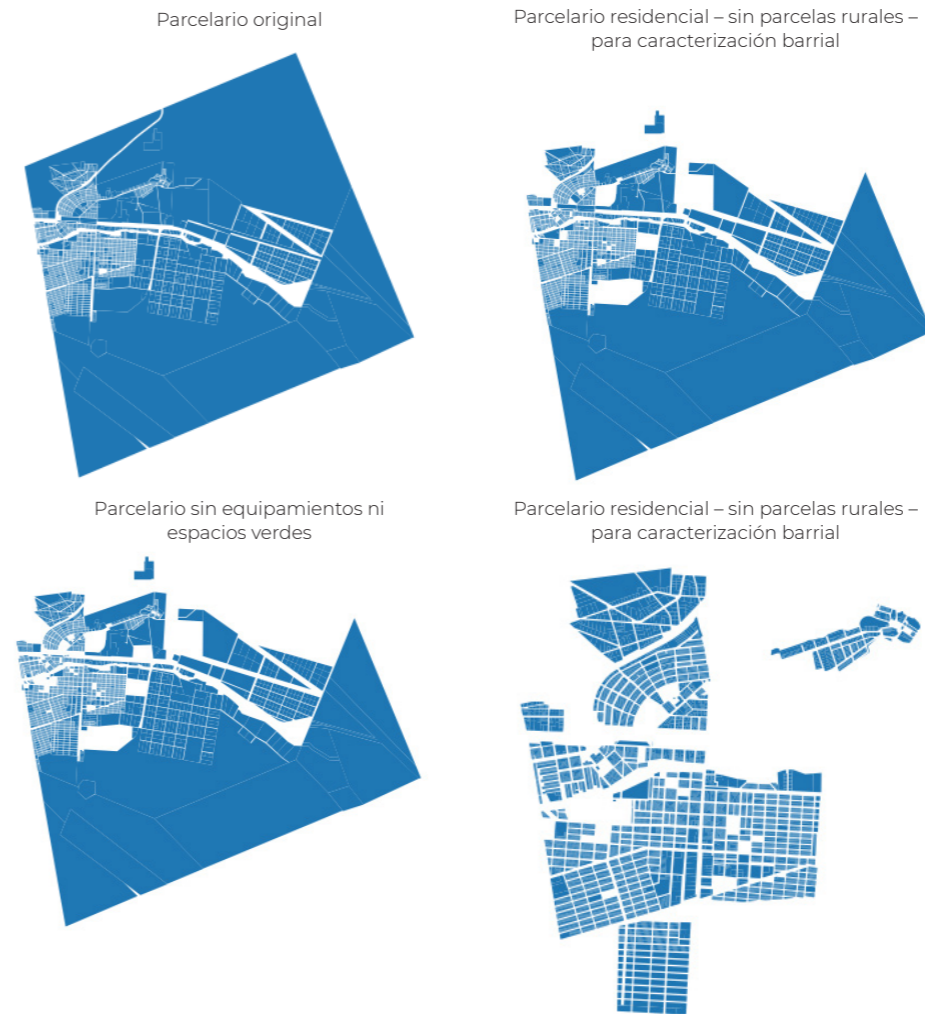 Parcelario original
Parcelario residencial – sin parcelas rurales –
para caracterización barrial
Parcelario sin equipamientos ni
espacios verdes
Parcelario residencial – sin parcelas rurales –
para caracterización barrial